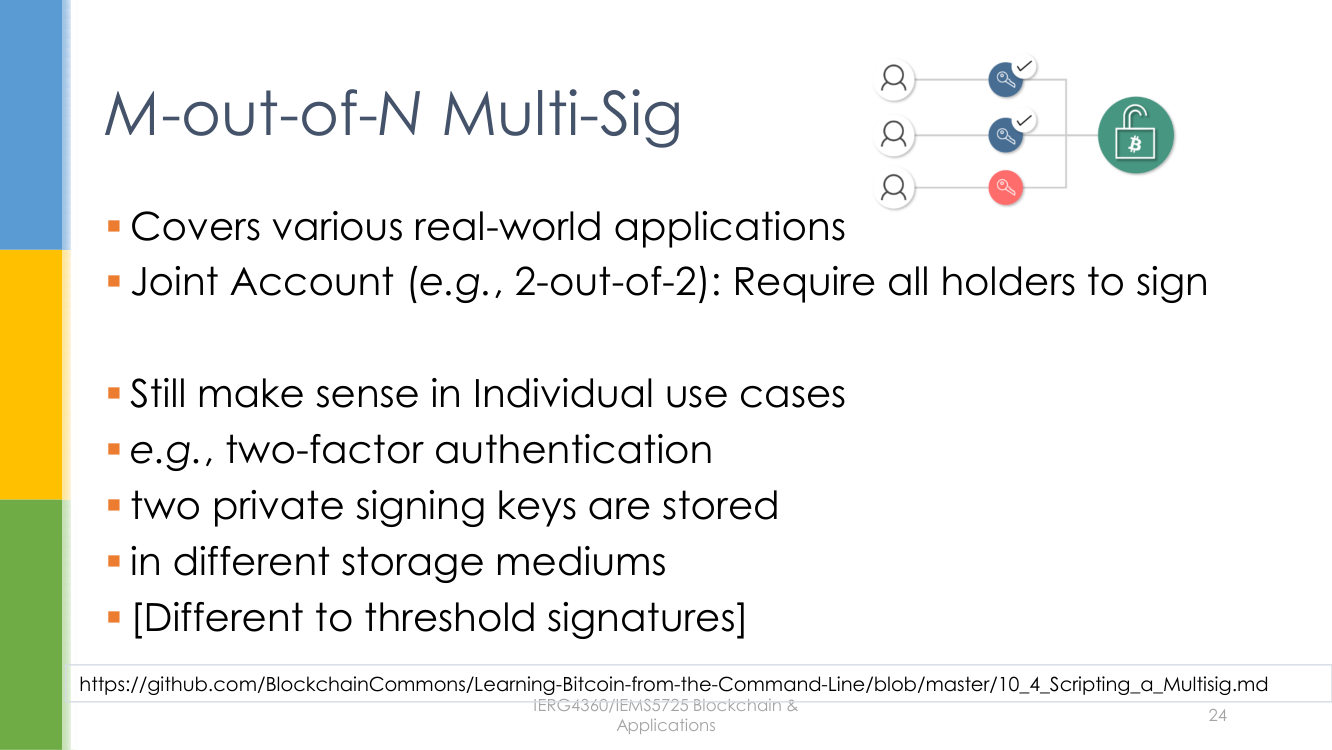 M-out-of-N Multi-Sig
Covers various real-world applications
Joint Account (e.g., 2-out-of-2): Require all holders to sign
Still make sense in Individual use cases
e.g., two-factor authentication
two private signing keys are stored
in different storage mediums
[Different to threshold signatures]
https://github.com/BlockchainCommons/Learning-Bitcoin-from-the-Command-Line/blob/master/10_4_Scripting_a_Multisig.md
IERG4360/IEMS5725 Blockchain &
Applications
24